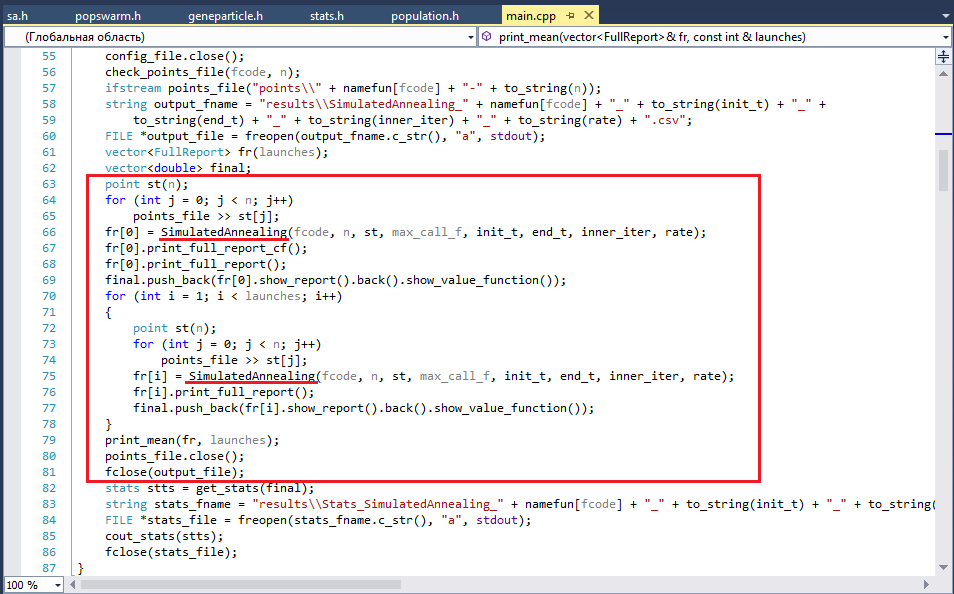 sa.h popswarm.h geneparticle.h stats.h population.h main.cpp
(Глобальная область) print_mean(vector<FullReport>& fr, const int & launches)
55 config_file.close();
56 check_points_file(fcode, n);
57 ifstream points_file("points\\" + namefun[fcode] + "-" + to_string(n));
58 string output_fname = "results\\SimulatedAnnealing_" + namefun[fcode] + "_" + to_string(init_t) + "_" +
59 to_string(end_t) + "_" + to_string(inner_iter) + "_" + to_string(rate) + ".csv";
60 FILE *output_file = freopen(output_fname.c_str(), "a", stdout);
61 vector<FullReport> fr(launches);
62 vector<double> final;
63 point st(n);
64 for (int j = 0; j < n; j++)
65 points_file >> st[j];
66 fr[0] = SimulatedAnnealing(fcode, n, st, max_call_f, init_t, end_t, inner_iter, rate);
67 fr[0].print_full_report_cf();
68 fr[0].print_full_report();
69 final.push_back(fr[0].show_report().back().show_value_function());
70 for (int i = 1; i < launches; i++)
71 {
72 point st(n);
73 for (int j = 0; j < n; j++)
74 points_file >> st[j];
75 fr[i] = SimulatedAnnealing(fcode, n, st, max_call_f, init_t, end_t, inner_iter, rate);
76 fr[i].print_full_report();
77 final.push_back(fr[i].show_report().back().show_value_function());
78 }
79 print_mean(fr, launches);
80 points_file.close();
81 fclose(output_file);
82 stats stts = get_stats(final);
83 string stats_fname = "results\\Stats_SimulatedAnnealing_" + namefun[fcode] + "_" + to_string(init_t) + "_" + to_string(
84 FILE *stats_file = freopen(stats_fname.c_str(), "a", stdout);
85 cout_stats(stts);
86 fclose(stats_file);
87 }
100 %